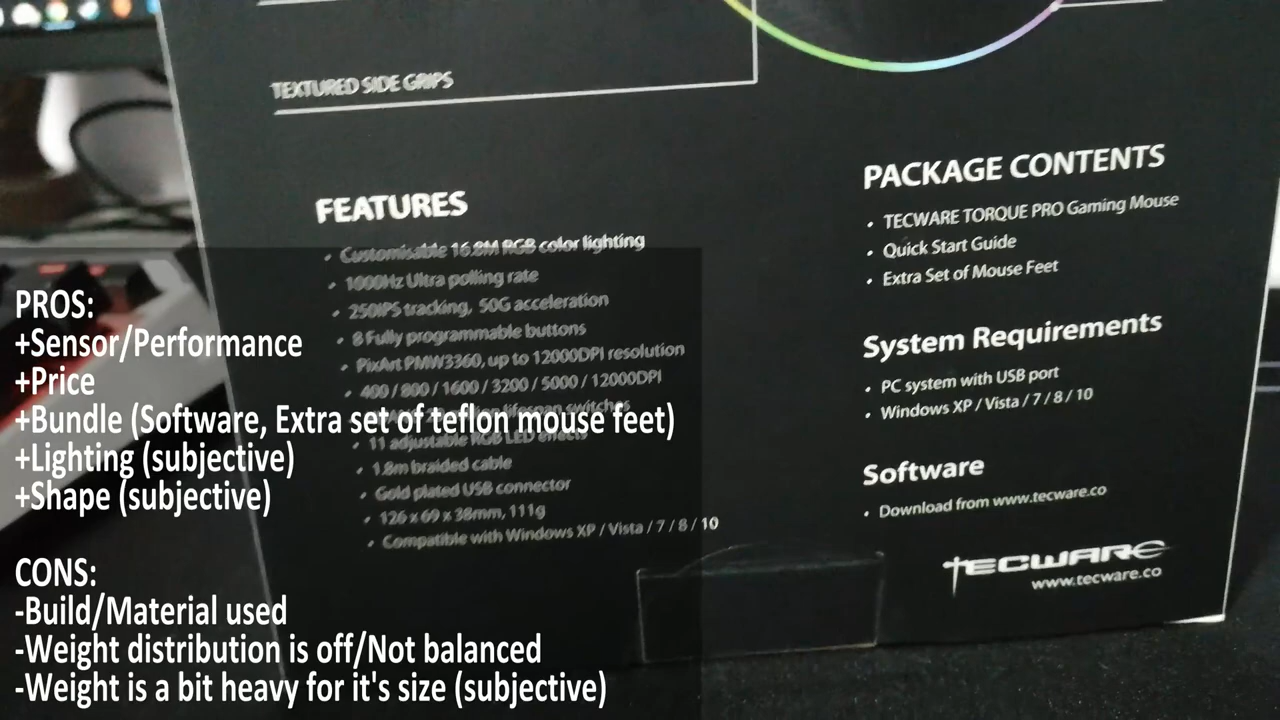 TEXTURED SIDE GRIPS
FEATURES
• Customisable 16.8M RGB color lighting
• 1000Hz Ultra polling rate
• 250IPS tracking, 50G acceleration
• 8 Fully programmable buttons
• PixArt PMW3360, up to 12000DPI resolution
• 400 / 800 / 1600 / 3200 / 5000 / 12000DPI
lifespan switches
• 11 adjustable RGB LED effects
• 1.8m braided cable
• Gold plated USB connector
• 126 x 69 x 38mm, 111g
• Compatible with Windows XP / Vista / 7 / 8 / 10
PACKAGE CONTENTS
• TECWARE TORQUE PRO Gaming Mouse
• Quick Start Guide
• Extra Set of Mouse Feet
System Requirements
• PC system with USB port
• Windows XP / Vista / 7 / 8 / 10
Software
• Download from www.tecware.co
TECWARE
www.tecware.co
PROS:
+Sensor/Performance
+Price
+Bundle (Software, Extra set of teflon mouse feet)
+Lighting (subjective)
+Shape (subjective)
CONS:
-Build/Material used
-Weight distribution is off/Not balanced
-Weight is a bit heavy for it's size (subjective)